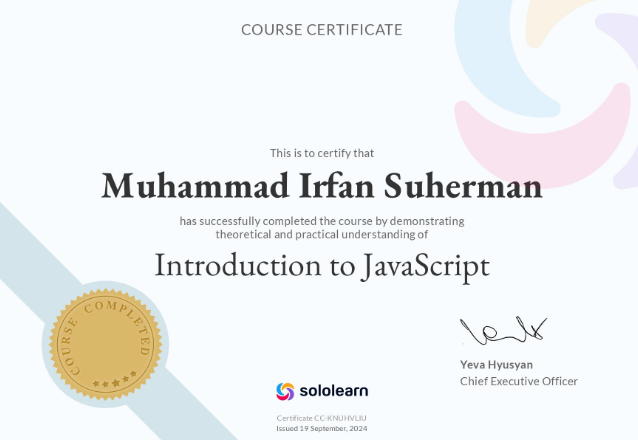 COURSE CERTIFICATE
This is to certify that
Muhammad Irfan Suherman
has successfully completed the course by demonstrating
theoretical and practical understanding of
Introduction to JavaScript
COURSE COMPLETED
Yeva Hyusyan
Chief Executive Officer
sololearn
Certificate CC-KNUHVLIU
Issued 19 September, 2024